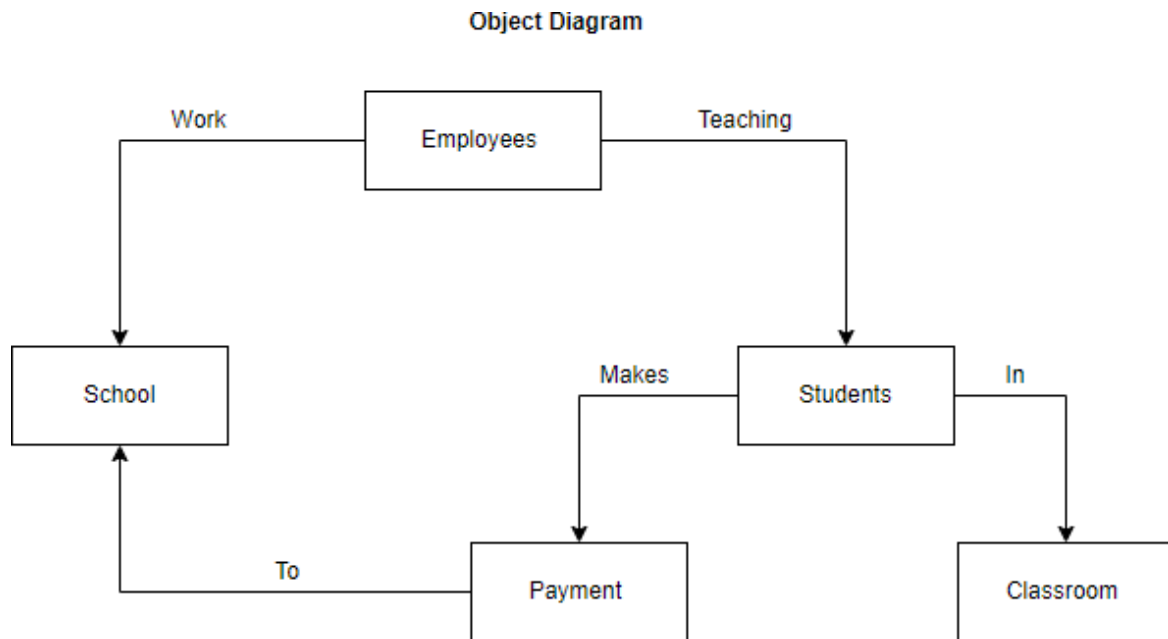 Object Diagram
Work
Employees
Teaching
School
Makes
Students
In
To
Payment
Classroom